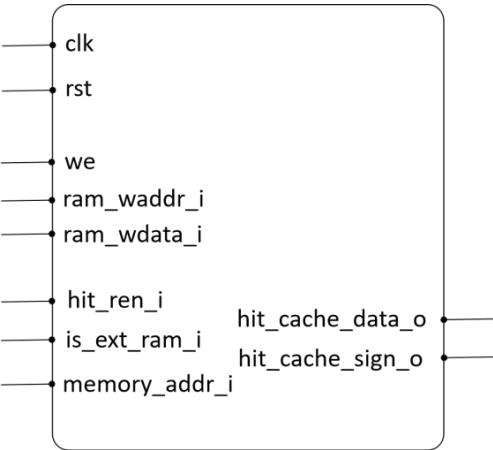 clk
rst
we
ram_waddr_i
ram_wdata_i
hit_ren_i
hit_cache_data_o
is_ext_ram_i
hit_cache_sign_o
memory_addr_i